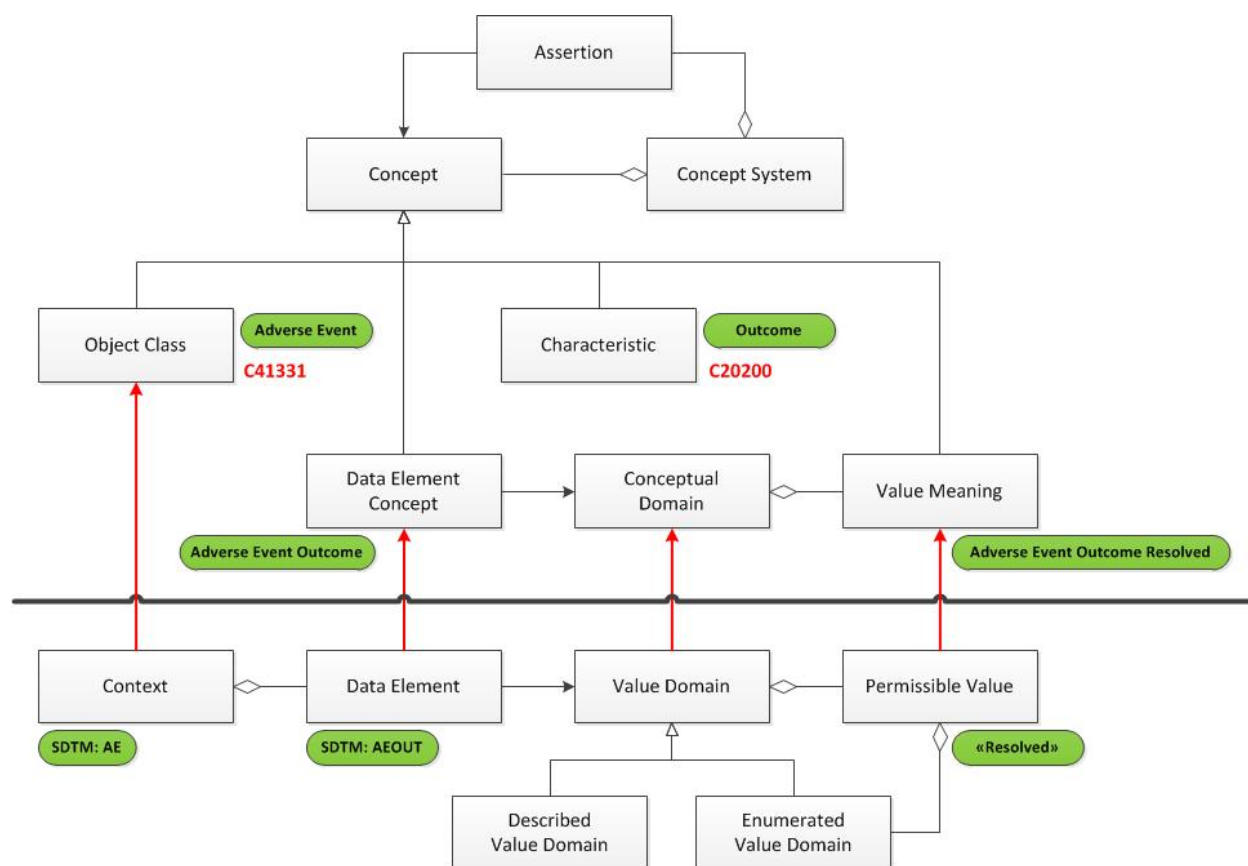 Assertion
Concept
Concept System
Object Class
Adverse Event
C41331
Characteristic
Outcome
C20200
Data Element
Concept
Conceptual
Domain
Value Meaning
Adverse Event Outcome
Adverse Event Outcome Resolved
Context
Data Element
Value Domain
Permissible Value
SDTM: AE
SDTM: AEOUT
«Resolved»
Described
Value Domain
Enumerated
Value Domain